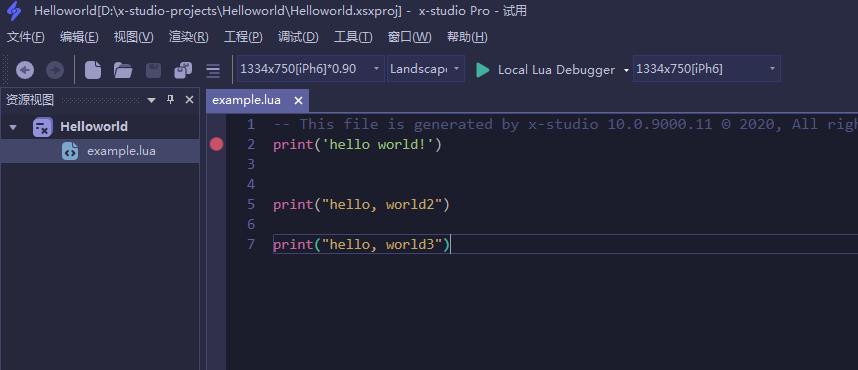 Helloworld[D:\x-studio-projects\Helloworld\Helloworld.xsxproj] - x-studio Pro - 试用
文件(F) 编辑(E) 视图(V) 渲染(R) 工程(P) 调试(D) 工具(T) 窗口(W) 帮助(H)
1334x750[iPh6]*0.90 Landscape Local Lua Debugger 1334x750[iPh6]
资源视图
Helloworld
example.lua
example.lua
1 -- This file is generated by x-studio 10.0.9000.11 © 2020, All righ
2 print('hello world!')
3
4
5 print("hello, world2")
6
7 print("hello, world3")